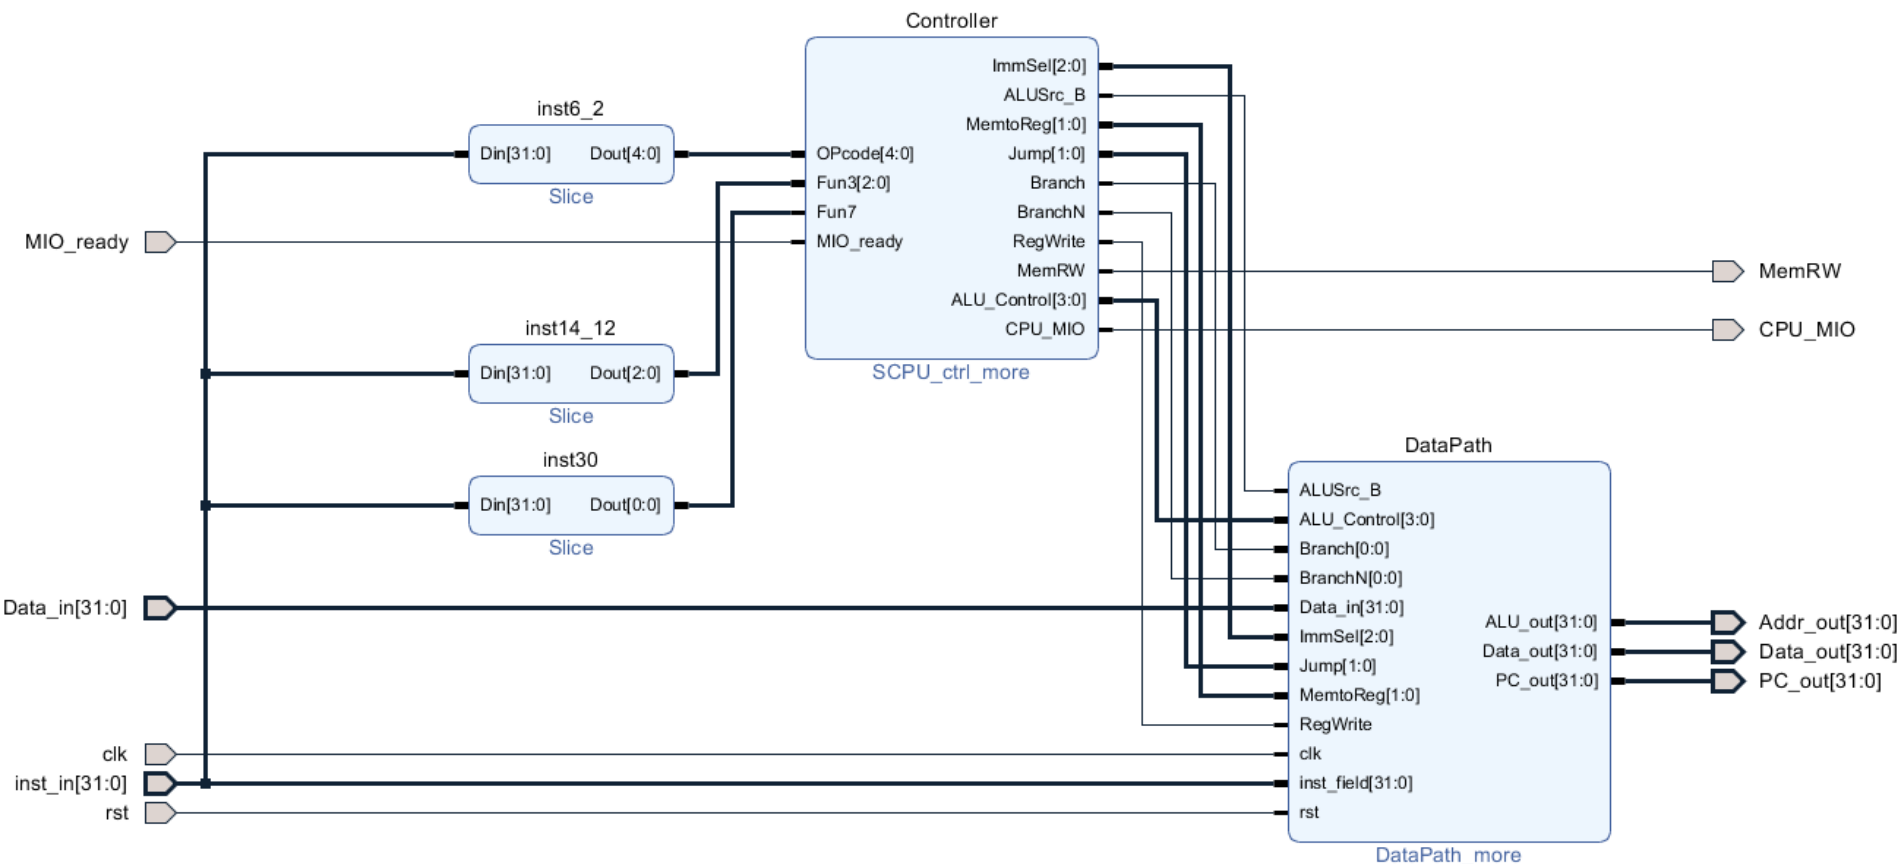 Controller
ImmSel[2:0]
ALUSrc_B
MemtoReg[1:0]
OPcode[4:0]
Jump[1:0]
Fun3[2:0]
Branch
Fun7
BranchN
MIO_ready
RegWrite
MemRW
ALU_Control[3:0]
CPU_MIO
SCPU_ctrl_more
inst6_2
Din[31:0]
Dout[4:0]
Slice
MIO_ready
inst14_12
Din[31:0]
Dout[2:0]
Slice
inst30
Din[31:0]
Dout[0:0]
Slice
MemRW
CPU_MIO
Data_in[31:0]
clk
inst_in[31:0]
rst
DataPath
ALUSrc_B
ALU_Control[3:0]
Branch[0:0]
BranchN[0:0]
Data_in[31:0]
ImmSel[2:0]
Jump[1:0]
MemtoReg[1:0]
RegWrite
clk
inst_field[31:0]
rst
ALU_out[31:0]
Data_out[31:0]
PC_out[31:0]
DataPath_more
Addr_out[31:0]
Data_out[31:0]
PC_out[31:0]